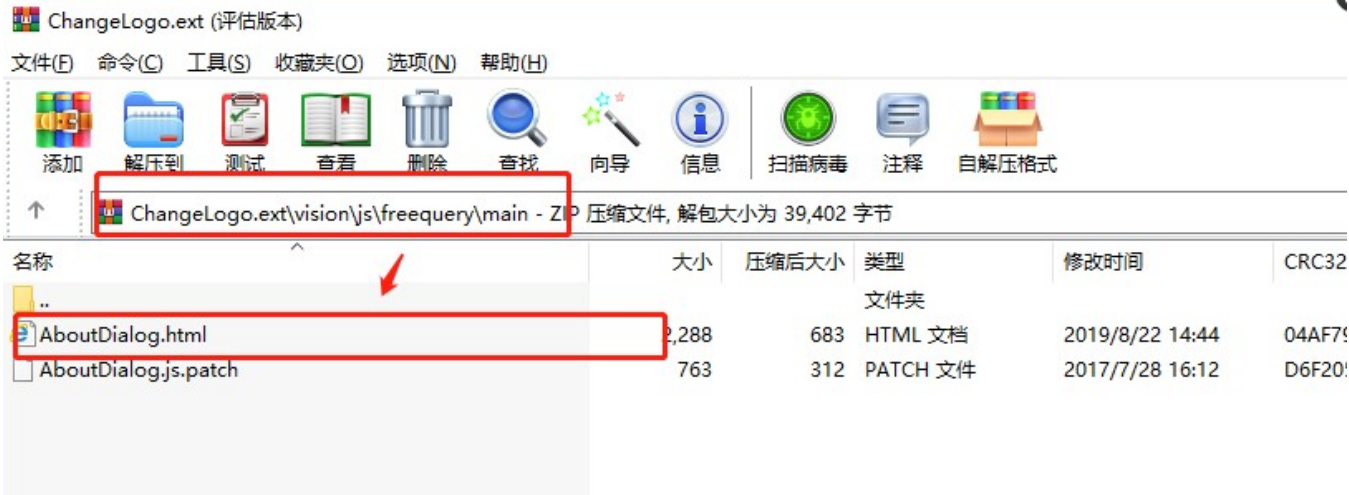 ChangeLogo.ext (评估版本)
文件(F) 命令(C) 工具(S) 收藏夹(O) 选项(N) 帮助(H)
添加 解压到 测试 查看 删除 查找 向导 信息 扫描病毒 注释 自解压格式
ChangeLogo.ext\vision\js\freequery\main - ZIP 压缩文件, 解包大小为 39,402 字节
名称 大小 压缩后大小 类型 修改时间 CRC32
.. 文件夹
AboutDialog.html 2,288 683 HTML 文档 2019/8/22 14:44 04AF79
AboutDialog.js.patch 763 312 PATCH 文件 2017/7/28 16:12 D6F205